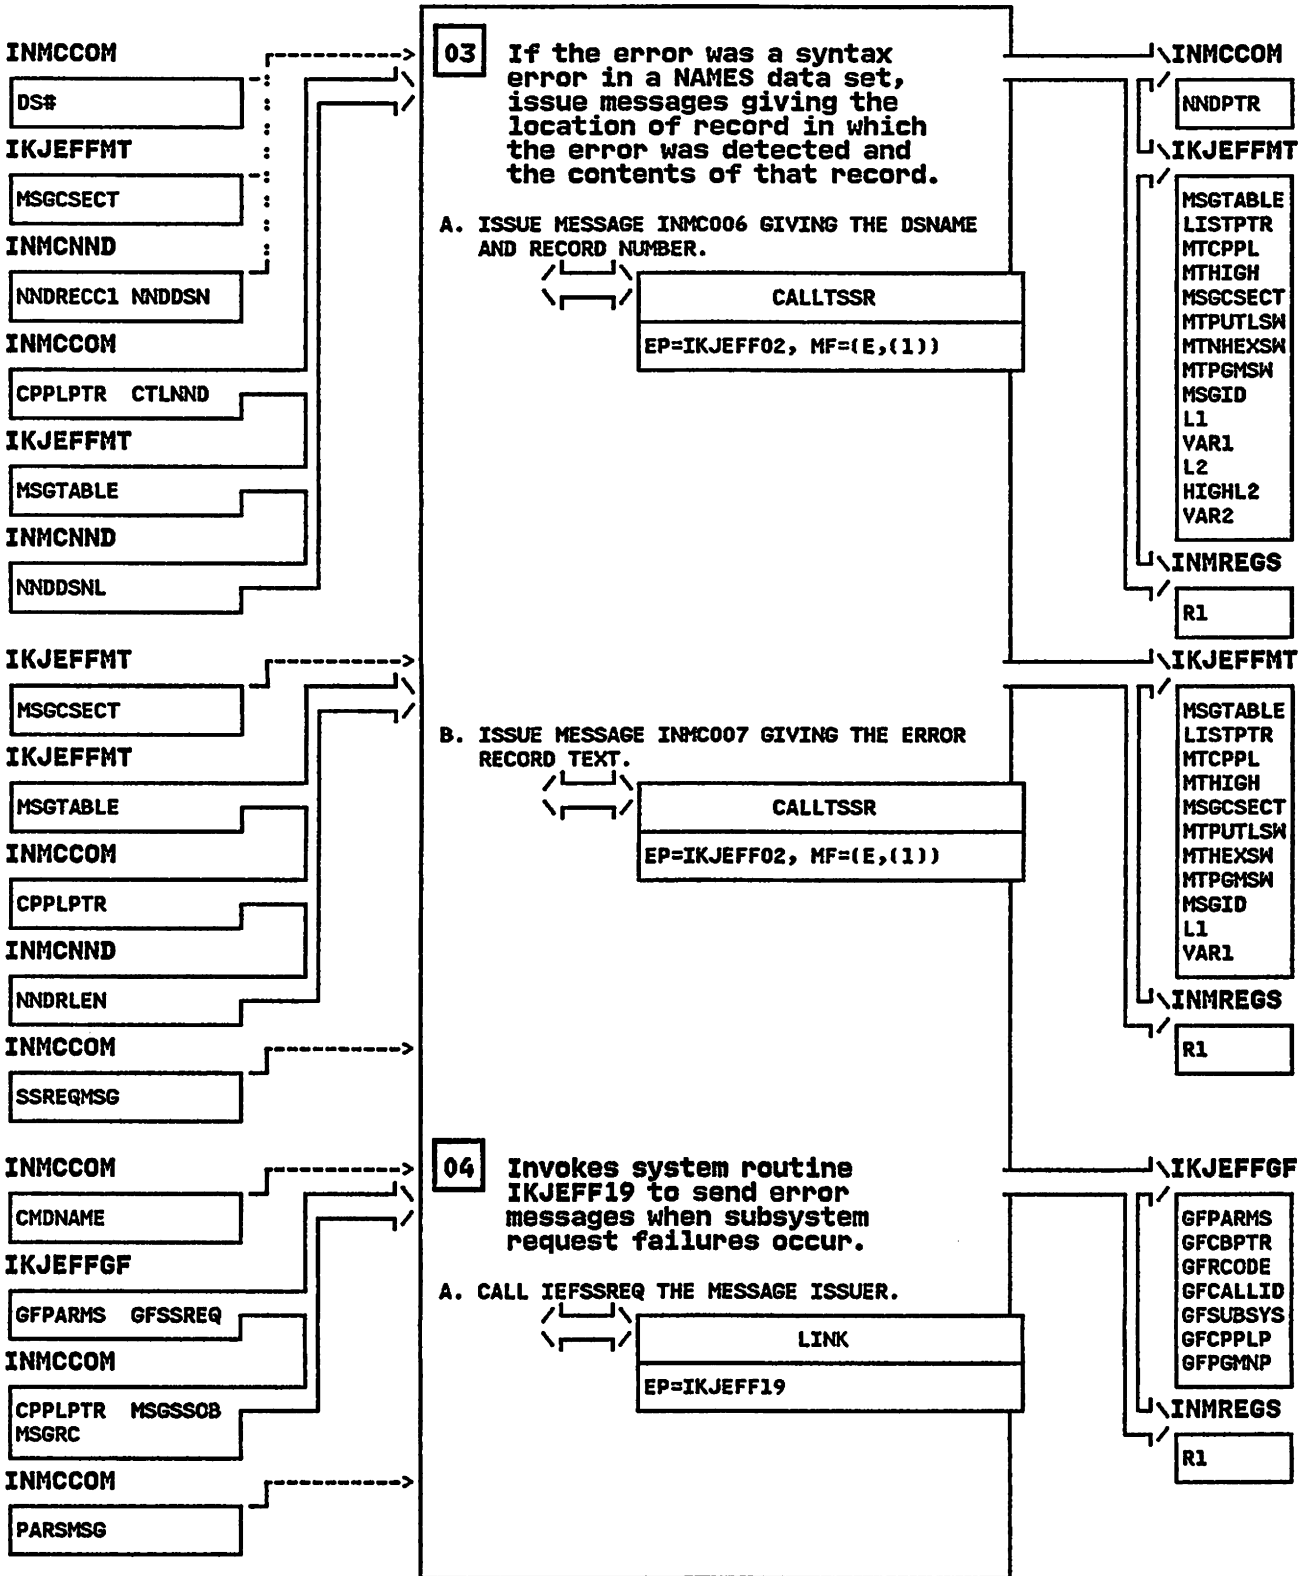 INMCCOM
DS#
IKJEFFMT
MSGCSECT
INMCNND
NNDRECC1 NNDDSN
INMCCOM
CPPLPTR CTLNND
IKJEFFMT
MSGTABLE
INMCNND
NNDDSNL
IKJEFFMT
MSGCSECT
IKJEFFMT
MSGTABLE
INMCCOM
CPPLPTR
INMCNND
NNDRLEN
INMCCOM
SSREQMSG
INMCCOM
CMDNAME
IKJEFFGF
GFPARMS GFSSREQ
INMCCOM
CPPLPTR MSGSSOB
MSGRC
INMCCOM
PARSMSG
03 If the error was a syntax
error in a NAMES data set,
issue messages giving the
location of record in which
the error was detected and
the contents of that record.
A. ISSUE MESSAGE INMC006 GIVING THE DSNAME
AND RECORD NUMBER.
CALLTSSR
EP=IKJEFF02, MF=(E,(1))
B. ISSUE MESSAGE INMC007 GIVING THE ERROR
RECORD TEXT.
CALLTSSR
EP=IKJEFF02, MF=(E,(1))
04 Invokes system routine
IKJEFF19 to send error
messages when subsystem
request failures occur.
A. CALL IEFSSREQ THE MESSAGE ISSUER.
LINK
EP=IKJEFF19
INMCCOM
NNDPTR
IKJEFFMT
MSGTABLE
LISTPTR
MTCPPL
MTHIGH
MSGCSECT
MTPUTLSW
MTNHEXSW
MTPGMSW
MSGID
L1
VAR1
L2
HIGHL2
VAR2
INMREGS
R1
IKJEFFMT
MSGTABLE
LISTPTR
MTCPPL
MTHIGH
MSGCSECT
MTPUTLSW
MTHEXSW
MTPGMSW
MSGID
L1
VAR1
INMREGS
R1
IKJEFFGF
GFPARMS
GFCBPTR
GFRCODE
GFCALLID
GFSUBSYS
GFCPPLP
GFPGMNP
INMREGS
R1